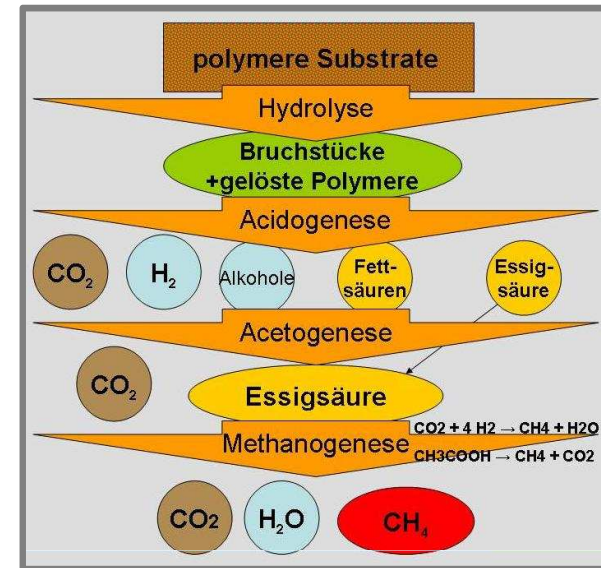 polymere Substrate
Hydrolyse
Bruchstücke
+gelöste Polymere
Acidogenese
CO₂
H₂
Alkohole
Fett-
säuren
Essig-
säure
Acetogenese
CO₂
Essigsäure
Methanogenese
CO2 + 4 H2 → CH4 + H2O
CH3COOH → CH4 + CO2
CO2
H₂O
CH₄